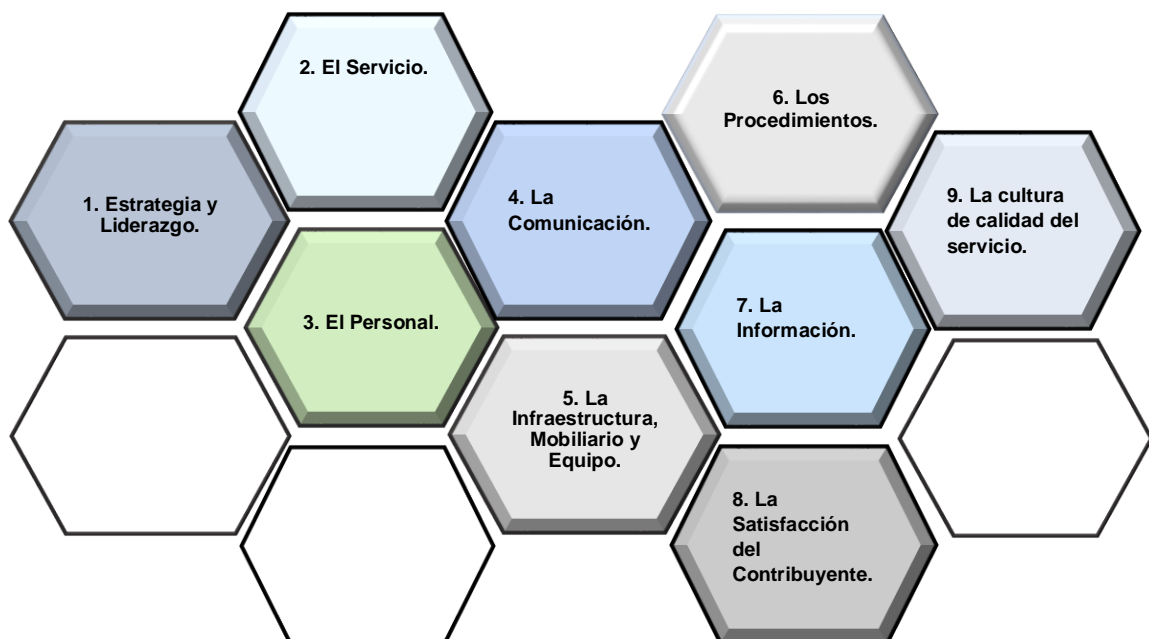 1. Estrategia y
Liderazgo.
2. El Servicio.
3. El Personal.
4. La
Comunicación.
5. La
Infraestructura,
Mobiliario y
Equipo.
6. Los
Procedimientos.
7. La
Información.
8. La
Satisfacción
del
Contribuyente.
9. La cultura
de calidad del
servicio.